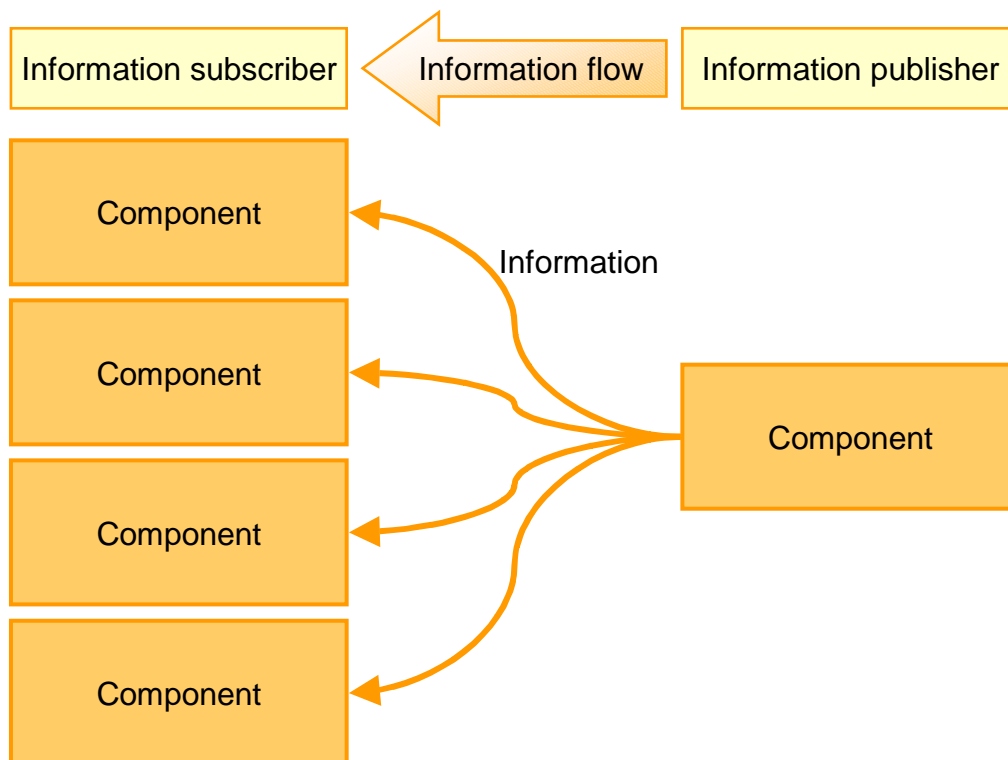 Information subscriber
Information flow
Information publisher
Component
Information
Component
Component
Component
Component